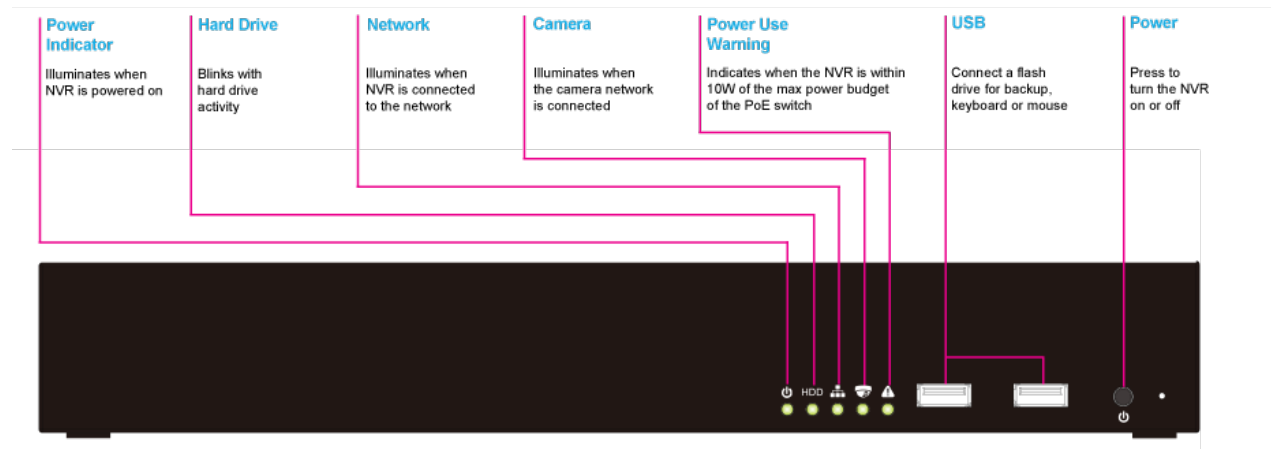 Power
Indicator
Illuminates when
NVR is powered on
Hard Drive
Blinks with
hard drive
activity
Network
Illuminates when
NVR is connected
to the network
Camera
Illuminates when
the camera network
is connected
Power Use
Warning
Indicates when the NVR is within
10W of the max power budget
of the PoE switch
USB
Connect a flash
drive for backup,
keyboard or mouse
Power
Press to
turn the NVR
on or off
HDD